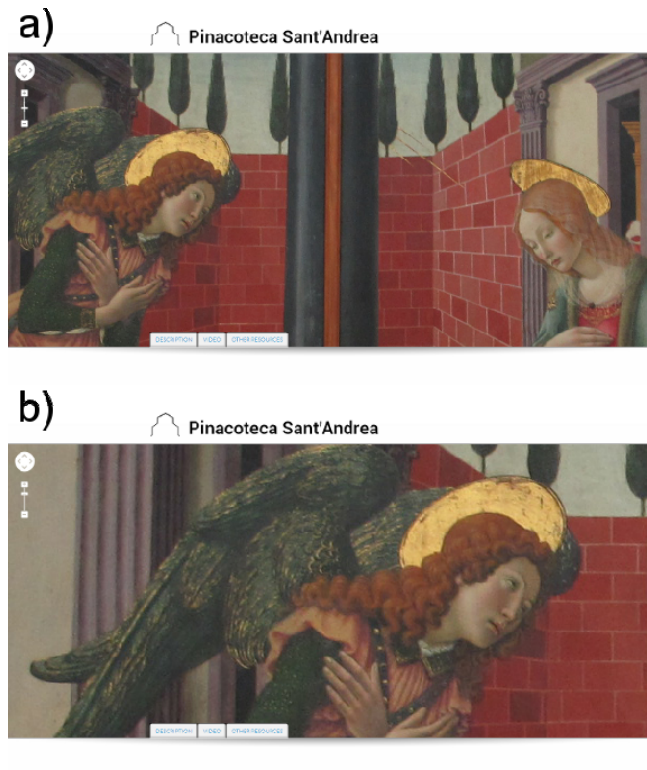 a)
Pinacoteca Sant'Andrea
DESCRIPTION VIDEO OTHER RESOURCES
b)
Pinacoteca Sant'Andrea
DESCRIPTION VIDEO OTHER RESOURCES